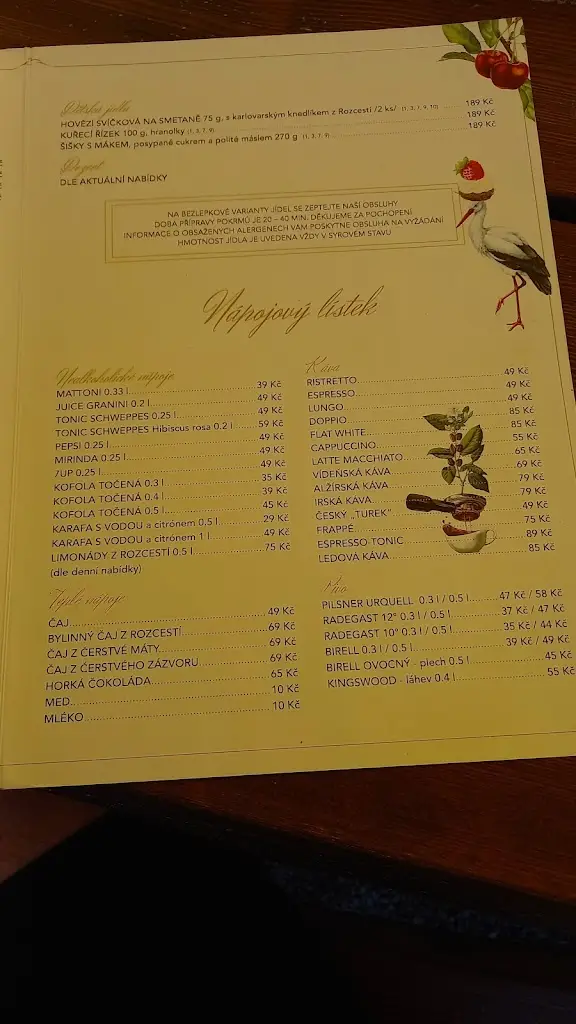 Dětská jídla
HOVĚZÍ SVÍČKOVÁ NA SMETANĚ 75 g, s karlovarským knedlíkem z Rozcestí /2 ks/ (1, 3, 7, 9, 10) 189 Kč
KUŘECÍ ŘÍZEK 100 g, hranolky (1, 3, 7, 9) 189 Kč
ŠIŠKY S MÁKEM, posypané cukrem a polité máslem 270 g (1, 3, 7, 9) 189 Kč
Dezert
DLE AKTUÁLNÍ NABÍDKY
NA BEZLEPKOVÉ VARIANTY JÍDEL SE ZEPTEJTE NAŠÍ OBSLUHY
DOBA PŘÍPRAVY POKRMŮ JE 20 – 40 MIN. DĚKUJEME ZA POCHOPENÍ
INFORMACE O OBSAŽENÝCH ALERGENECH VÁM POSKYTNE OBSLUHA NA VYŽÁDÁNÍ
HMOTNOST JÍDLA JE UVEDENA VŽDY V SYROVÉM STAVU
Nápojový lístek
Nealkoholické nápoje
MATTONI 0.33 l 39 Kč
JUICE GRANINI 0.2 l 49 Kč
TONIC SCHWEPPES 0.25 l 49 Kč
TONIC SCHWEPPES Hibiscus rosa 0.2 l 59 Kč
PEPSI 0.25 l 49 Kč
MIRINDA 0.25 l 49 Kč
7UP 0.25 l 49 Kč
KOFOLA TOČENÁ 0.3 l 35 Kč
KOFOLA TOČENÁ 0.4 l 39 Kč
KOFOLA TOČENÁ 0.5 l 45 Kč
KARAFA S VODOU a citrónem 0.5 l 29 Kč
KARAFA S VODOU a citrónem 1 l 49 Kč
LIMONÁDY Z ROZCESTÍ 0.5 l 75 Kč
(dle denní nabídky)
Teplé nápoje
ČAJ 49 Kč
BYLINNÝ ČAJ Z ROZCESTÍ 69 Kč
ČAJ Z ČERSTVÉ MÁTY 69 Kč
ČAJ Z ČERSTVÉHO ZÁZVORU 69 Kč
HORKÁ ČOKOLÁDA 65 Kč
MED 10 Kč
MLÉKO 10 Kč
Káva
RISTRETTO 49 Kč
ESPRESSO 49 Kč
LUNGO 49 Kč
DOPPIO 85 Kč
FLAT WHITE 85 Kč
CAPPUCCINO 55 Kč
LATTE MACCHIATO 65 Kč
VÍDEŇSKÁ KÁVA 69 Kč
ALŽÍRSKÁ KÁVA 79 Kč
IRSKÁ KÁVA 79 Kč
ČESKÝ „TUREK“ 49 Kč
FRAPPÉ 75 Kč
ESPRESSO-TONIC 89 Kč
LEDOVÁ KÁVA 85 Kč
Pivo
PILSNER URQUELL 0.3 l / 0.5 l 47 Kč / 58 Kč
RADEGAST 12° 0.3 l / 0.5 l 37 Kč / 47 Kč
RADEGAST 10° 0.3 l / 0.5 l 35 Kč / 44 Kč
BIRELL 0.3 l / 0.5 l 39 Kč / 49 Kč
BIRELL OVOCNÝ - plech 0.5 l 45 Kč
KINGSWOOD - láhev 0.4 l 55 Kč